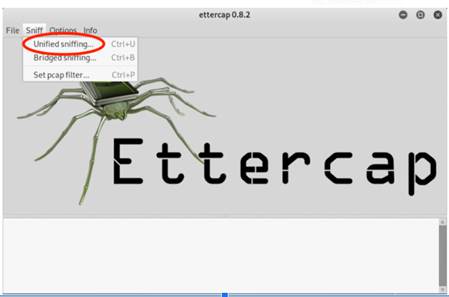 ettercap 0.8.2
File Sniff Options Info
Unified sniffing... Ctrl+U
Bridged sniffing... Ctrl+B
Set pcap filter... Ctrl+P
Ettercap